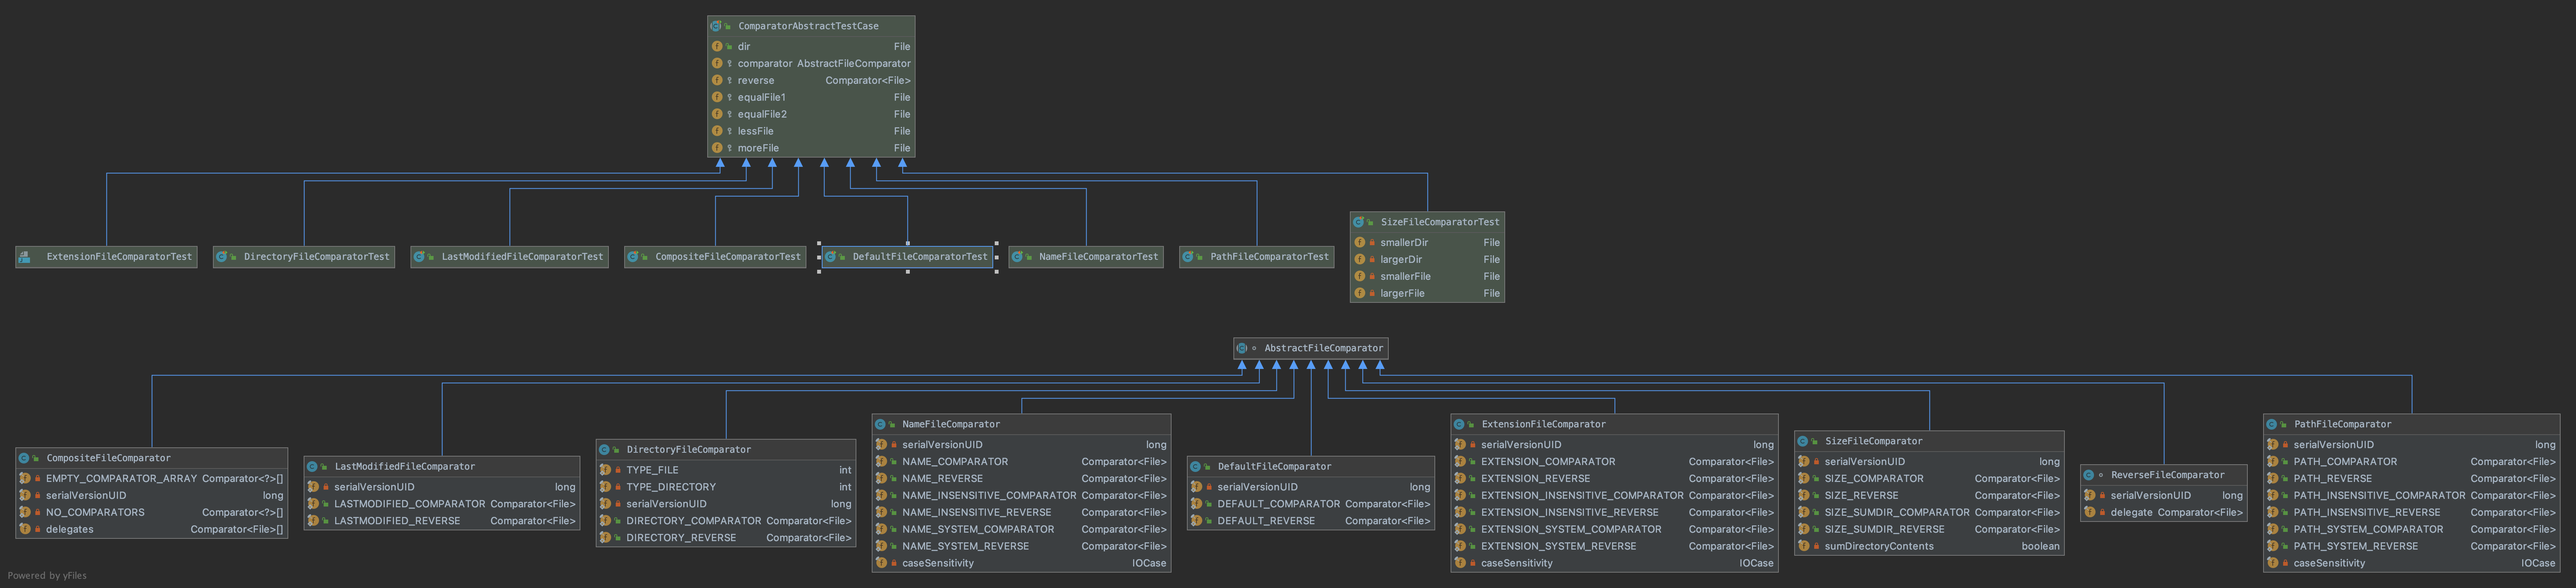 ComparatorAbstractTestCase
dir File
comparator AbstractFileComparator
reverse Comparator<File>
equalFile1 File
equalFile2 File
lessFile File
moreFile File
ExtensionFileComparatorTest
DirectoryFileComparatorTest
LastModifiedFileComparatorTest
CompositeFileComparatorTest
DefaultFileComparatorTest
NameFileComparatorTest
PathFileComparatorTest
SizeFileComparatorTest
smallerDir File
largerDir File
smallerFile File
largerFile File
AbstractFileComparator
CompositeFileComparator
EMPTY_COMPARATOR_ARRAY Comparator<?>[]
serialVersionUID long
NO_COMPARATORS Comparator<?>[]
delegates Comparator<File>[]
LastModifiedFileComparator
serialVersionUID long
LASTMODIFIED_COMPARATOR Comparator<File>
LASTMODIFIED_REVERSE Comparator<File>
DirectoryFileComparator
TYPE_FILE int
TYPE_DIRECTORY int
serialVersionUID long
DIRECTORY_COMPARATOR Comparator<File>
DIRECTORY_REVERSE Comparator<File>
NameFileComparator
serialVersionUID long
NAME_COMPARATOR Comparator<File>
NAME_REVERSE Comparator<File>
NAME_INSENSITIVE_COMPARATOR Comparator<File>
NAME_INSENSITIVE_REVERSE Comparator<File>
NAME_SYSTEM_COMPARATOR Comparator<File>
NAME_SYSTEM_REVERSE Comparator<File>
caseSensitivity IOCase
DefaultFileComparator
serialVersionUID long
DEFAULT_COMPARATOR Comparator<File>
DEFAULT_REVERSE Comparator<File>
ExtensionFileComparator
serialVersionUID long
EXTENSION_COMPARATOR Comparator<File>
EXTENSION_REVERSE Comparator<File>
EXTENSION_INSENSITIVE_COMPARATOR Comparator<File>
EXTENSION_INSENSITIVE_REVERSE Comparator<File>
EXTENSION_SYSTEM_COMPARATOR Comparator<File>
EXTENSION_SYSTEM_REVERSE Comparator<File>
caseSensitivity IOCase
SizeFileComparator
serialVersionUID long
SIZE_COMPARATOR Comparator<File>
SIZE_REVERSE Comparator<File>
SIZE_SUMDIR_COMPARATOR Comparator<File>
SIZE_SUMDIR_REVERSE Comparator<File>
sumDirectoryContents boolean
ReverseFileComparator
serialVersionUID long
delegate Comparator<File>
PathFileComparator
serialVersionUID long
PATH_COMPARATOR Comparator<File>
PATH_REVERSE Comparator<File>
PATH_INSENSITIVE_COMPARATOR Comparator<File>
PATH_INSENSITIVE_REVERSE Comparator<File>
PATH_SYSTEM_COMPARATOR Comparator<File>
PATH_SYSTEM_REVERSE Comparator<File>
caseSensitivity IOCase
Powered by yFiles